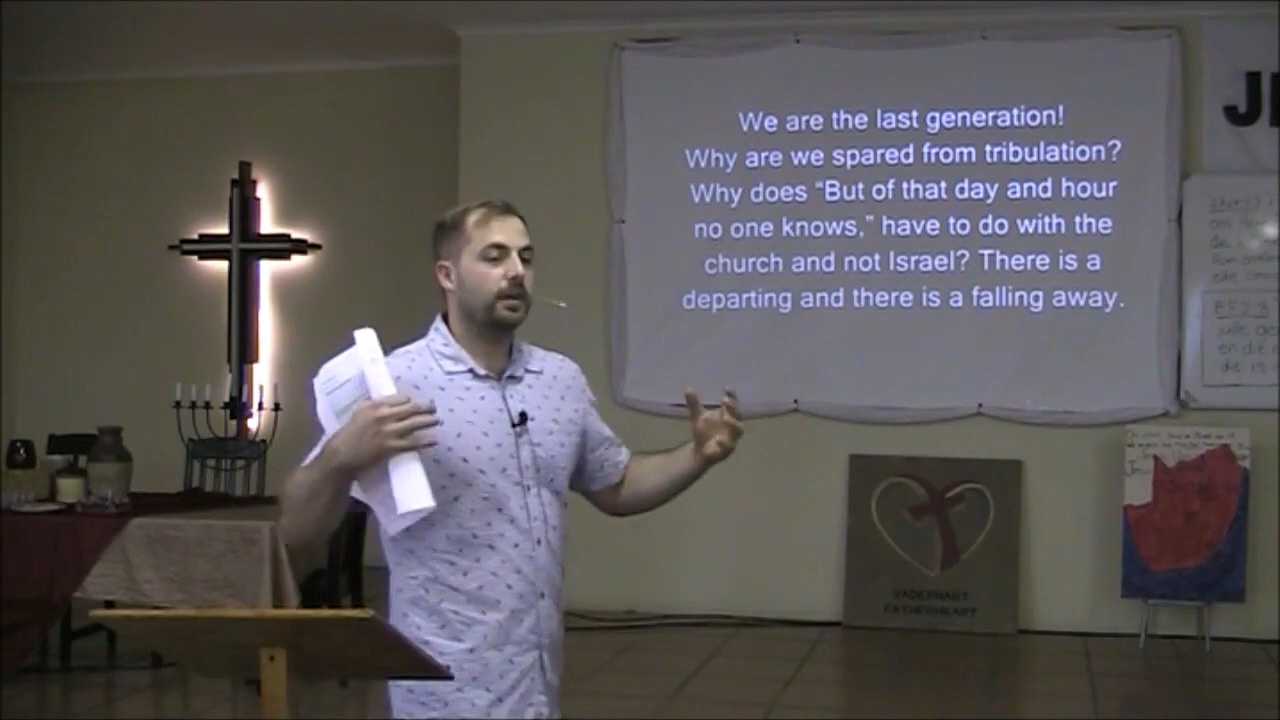 We are the last generation!
Why are we spared from tribulation?
Why does “But of that day and hour
no one knows,” have to do with the
church and not Israel? There is a
departing and there is a falling away.
VADERHART
FATHERHEART